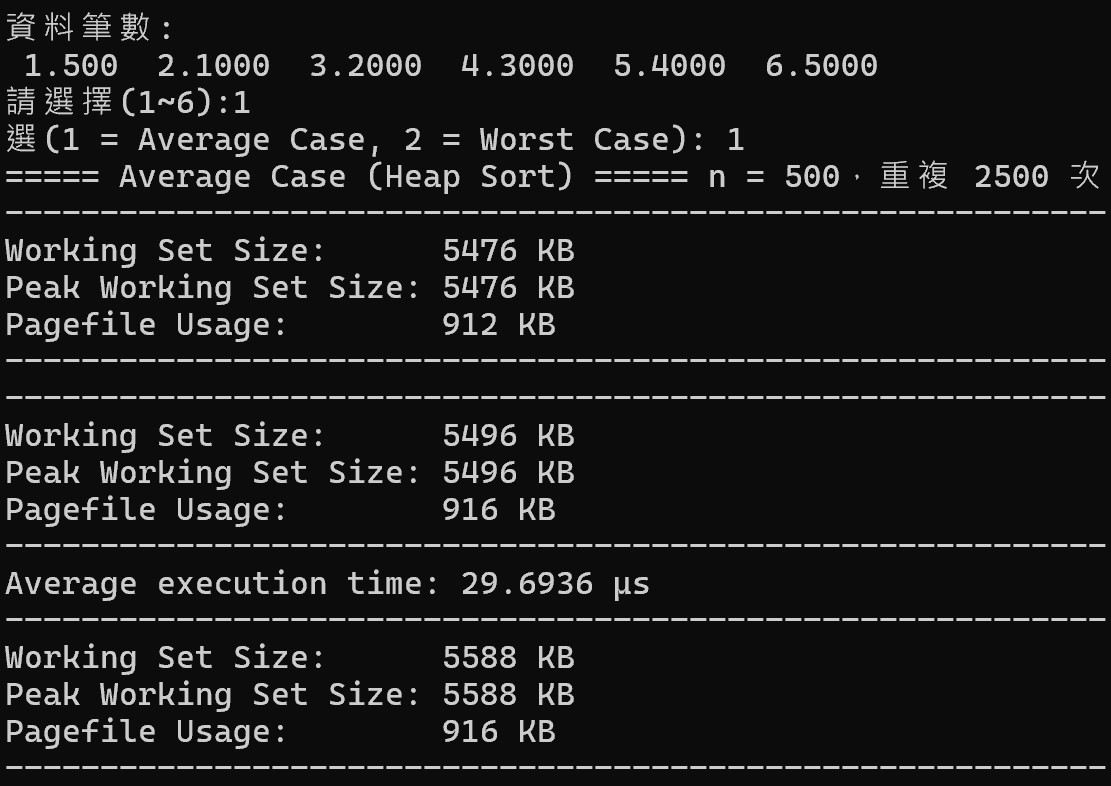 資料筆數:
 1.500  2.1000  3.2000  4.3000  5.4000  6.5000
請選擇(1~6):1
選(1 = Average Case, 2 = Worst Case): 1
===== Average Case (Heap Sort) ===== n = 500，重複 2500 次
----------------------------------------------------------
Working Set Size:      5476 KB
Peak Working Set Size: 5476 KB
Pagefile Usage:        912 KB
----------------------------------------------------------
----------------------------------------------------------
Working Set Size:      5496 KB
Peak Working Set Size: 5496 KB
Pagefile Usage:        916 KB
----------------------------------------------------------
Average execution time: 29.6936 μs
----------------------------------------------------------
Working Set Size:      5588 KB
Peak Working Set Size: 5588 KB
Pagefile Usage:        916 KB
----------------------------------------------------------